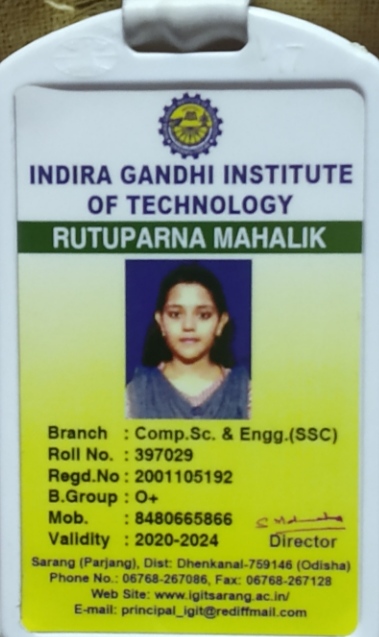 INDIRA GANDHI INSTITUTE
OF TECHNOLOGY
RUTUPARNA MAHALIK
Branch : Comp.Sc. & Engg.(SSC)
Roll No. : 397029
Regd.No : 2001105192
B.Group : O+
Mob. : 8480665866
Validity : 2020-2024
Director
Sarang (Parjang), Dist: Dhenkanal-759146 (Odisha)
Phone No.: 06768-267086, Fax: 06768-267128
Web Site: www.igitsarang.ac.in/
E-mail: principal_igit@rediffmail.com